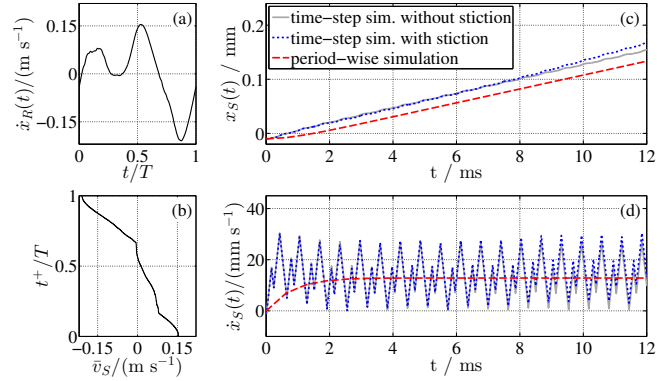 (a)
0.15
0
−0.15
ẋ_R(t)/(m s⁻¹)
0
0.5
1
t/T
(b)
1
0.5
0
t⁺/T
−0.15
0
0.15
v̄_S/(m s⁻¹)
(c)
time−step sim. without stiction
time−step sim. with stiction
period−wise simulation
0.2
0.1
0
x_S(t) / mm
0
2
4
6
8
10
12
t / ms
(d)
20
0
ẋ_S(t)/(mm s⁻¹)
0
2
4
6
8
10
12
t / ms